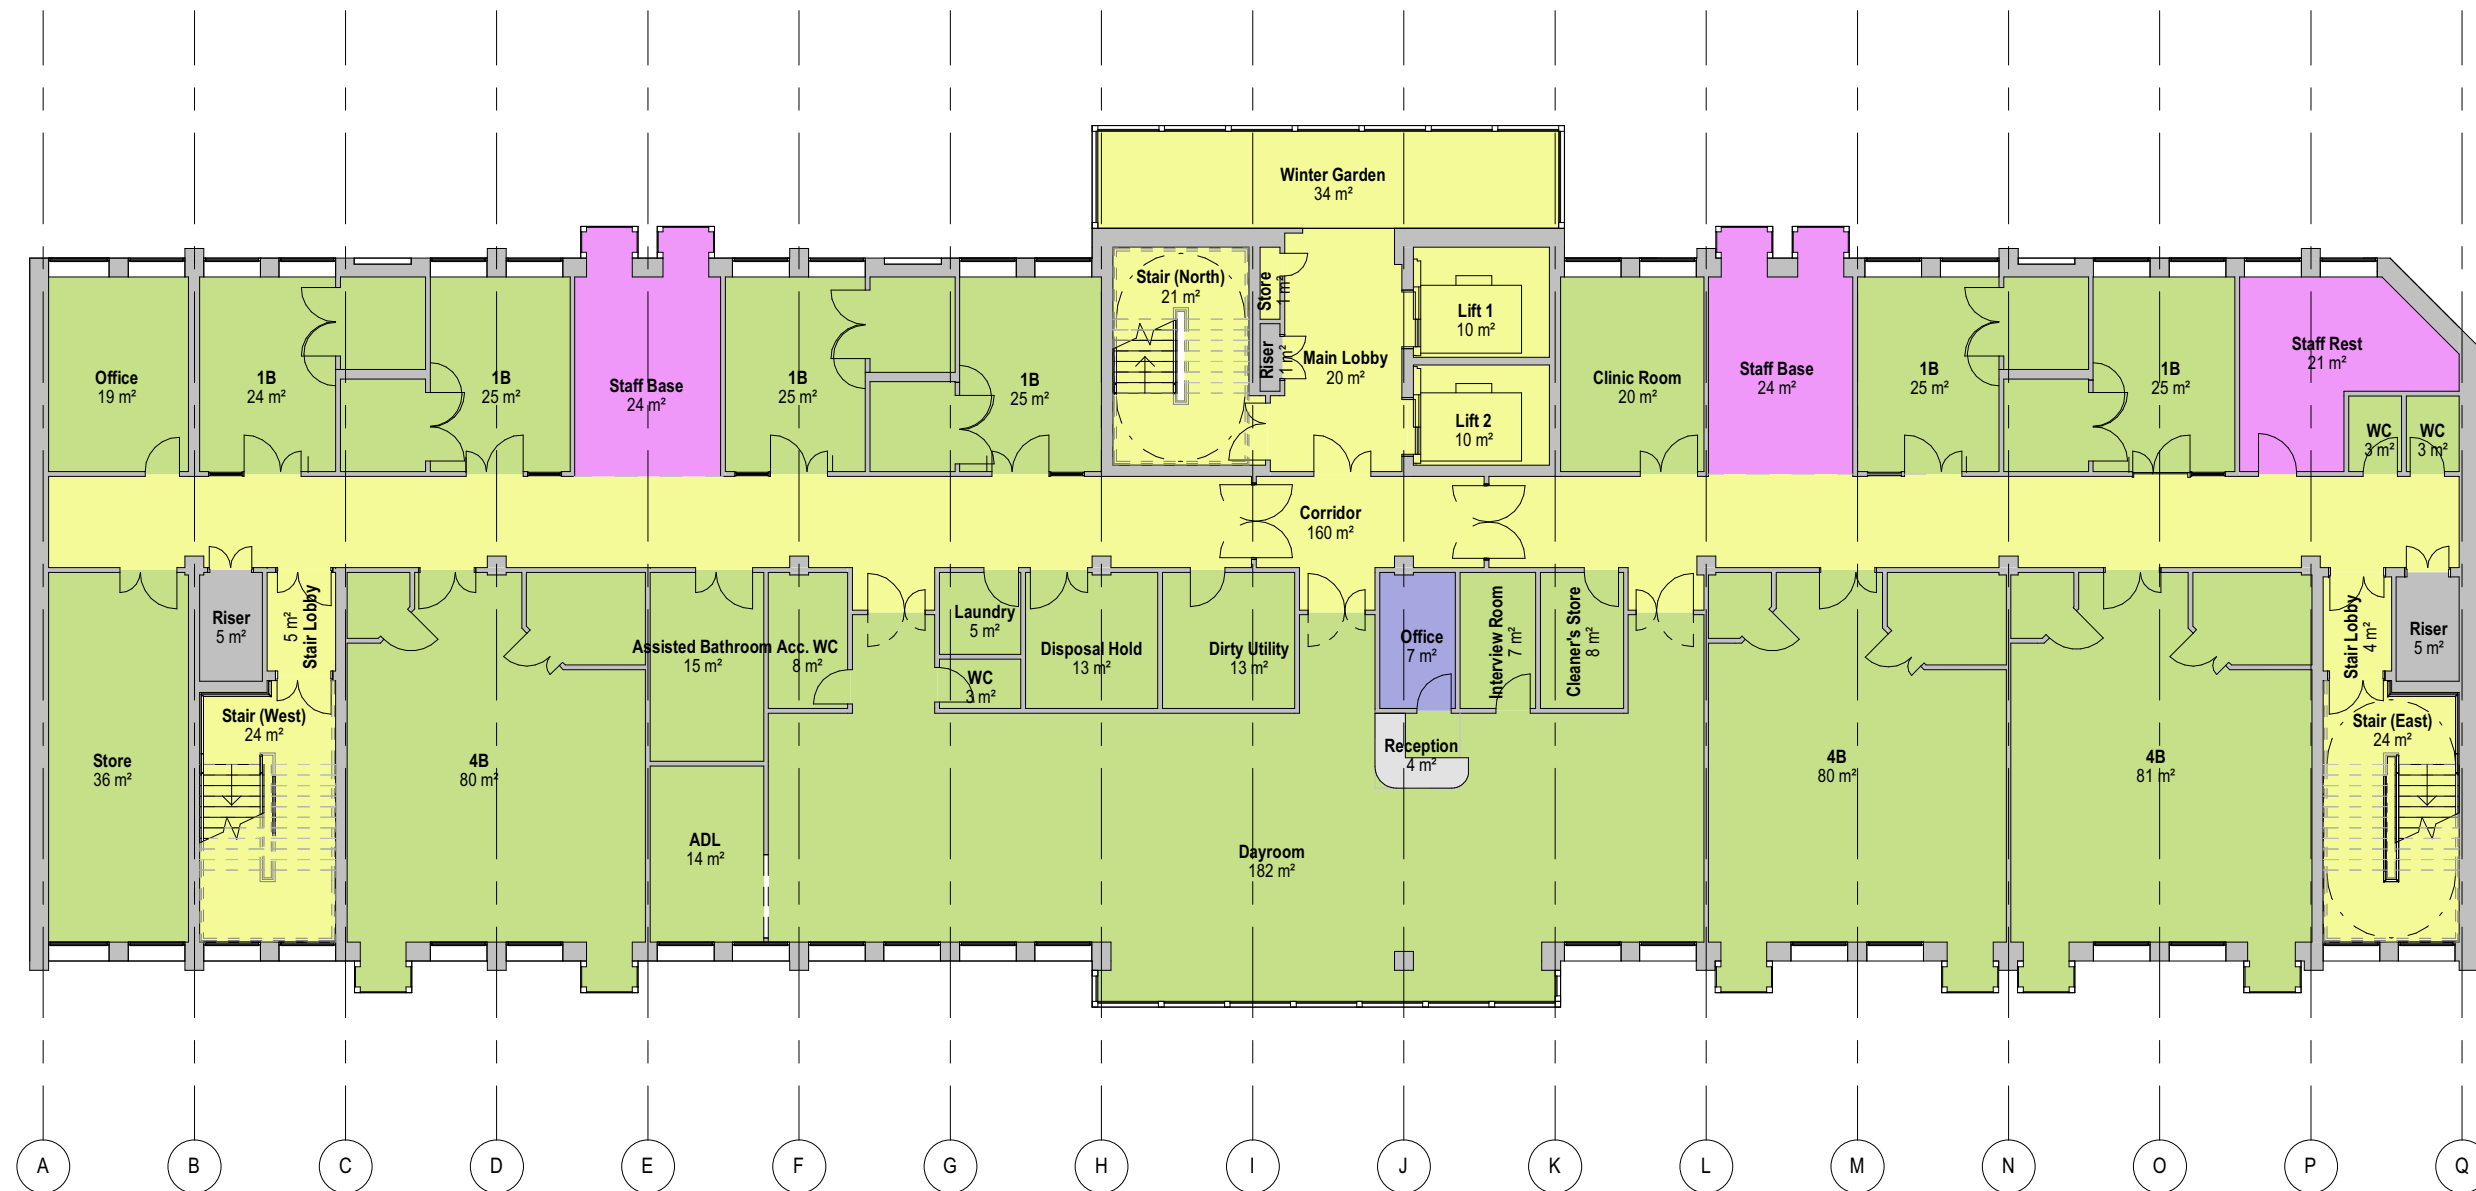 Winter Garden
34 m²
Stair (North)
21 m²
Store
1 m²
Riser
1 m²
Main Lobby
20 m²
Lift 1
10 m²
Lift 2
10 m²
Office
19 m²
1B
24 m²
1B
25 m²
Staff Base
24 m²
1B
25 m²
1B
25 m²
Clinic Room
20 m²
Staff Base
24 m²
1B
25 m²
1B
25 m²
Staff Rest
21 m²
WC
3 m²
WC
3 m²
Corridor
160 m²
Riser
5 m²
Stair Lobby
5 m²
Stair (West)
24 m²
Store
36 m²
4B
80 m²
Assisted Bathroom
15 m²
Acc. WC
8 m²
Laundry
5 m²
WC
3 m²
Disposal Hold
13 m²
Dirty Utility
13 m²
Office
7 m²
Interview Room
7 m²
Cleaner's Store
8 m²
Reception
4 m²
ADL
14 m²
Dayroom
182 m²
4B
80 m²
4B
81 m²
Stair Lobby
4 m²
Riser
5 m²
Stair (East)
24 m²
A B C D E F G H I J K L M N O P Q